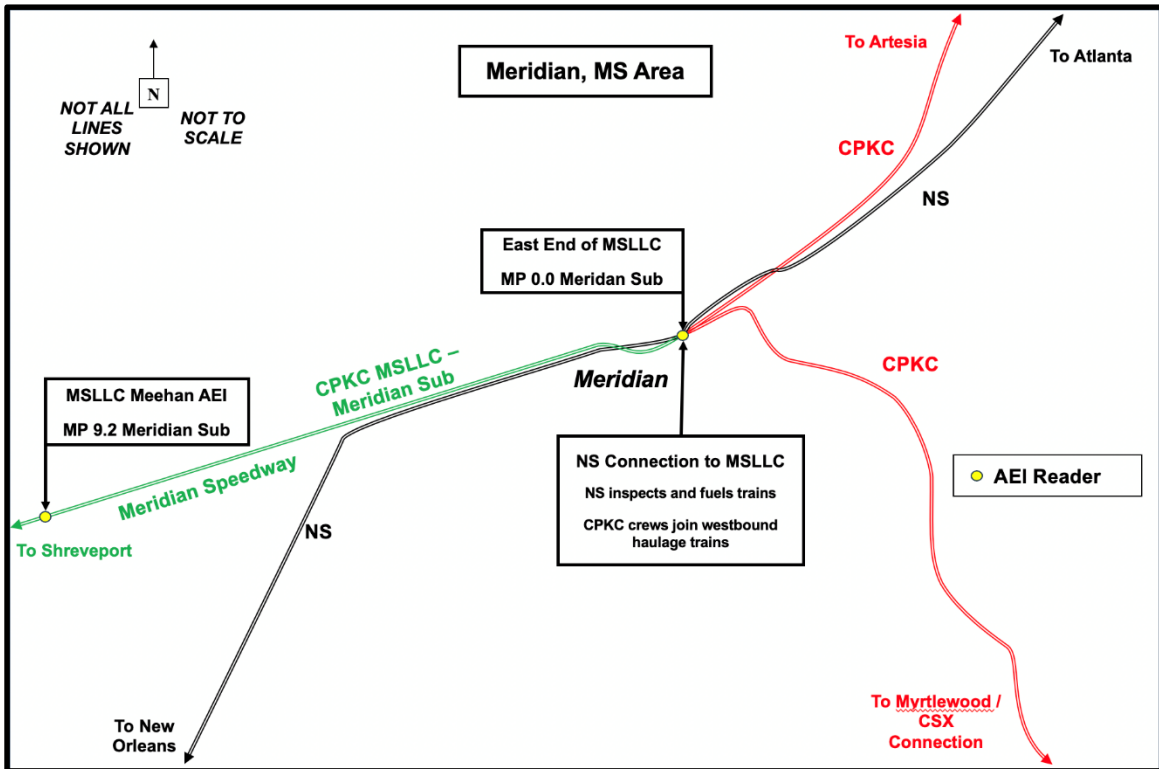 Meridian, MS Area
N
NOT ALL
LINES
SHOWN
NOT TO
SCALE
To Artesia
To Atlanta
CPKC
NS
East End of MSLLC
MP 0.0 Meridan Sub
CPKC MSLLC –
Meridian Sub
Meridian
CPKC
MSLLC Meehan AEI
MP 9.2 Meridian Sub
Meridian Speedway
NS Connection to MSLLC
NS inspects and fuels trains
CPKC crews join westbound
haulage trains
AEI Reader
To Shreveport
NS
To New
Orleans
To Myrtlewood /
CSX
Connection